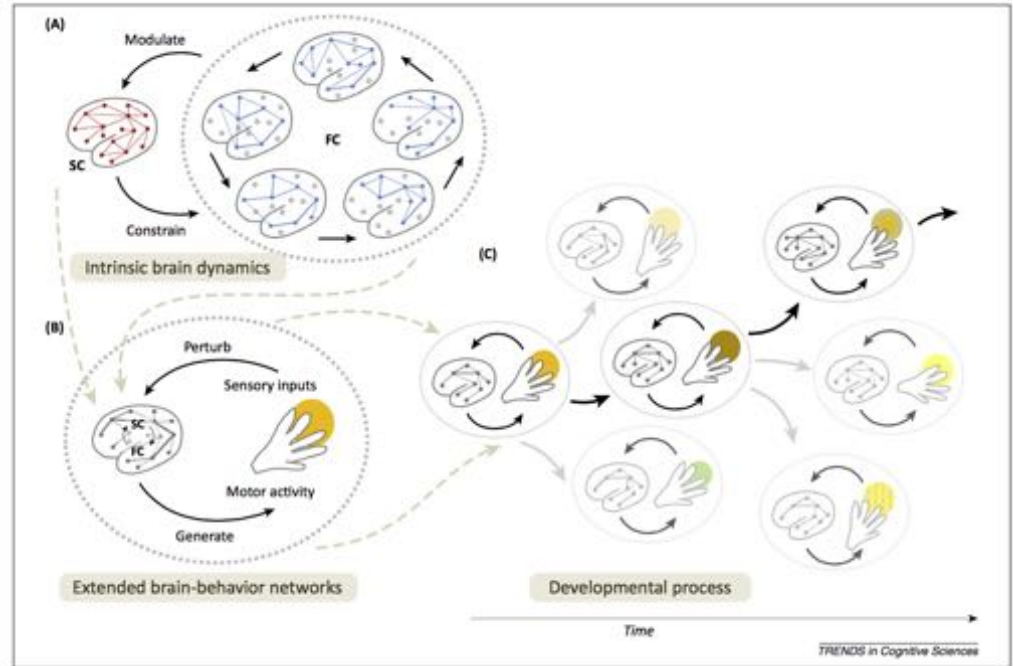 (A)
Modulate
SC
FC
Constrain
Intrinsic brain dynamics
(B)
Perturb
Sensory inputs
SC
FC
Motor activity
Generate
Extended brain-behavior networks
(C)
Developmental process
Time
TRENDS in Cognitive Sciences